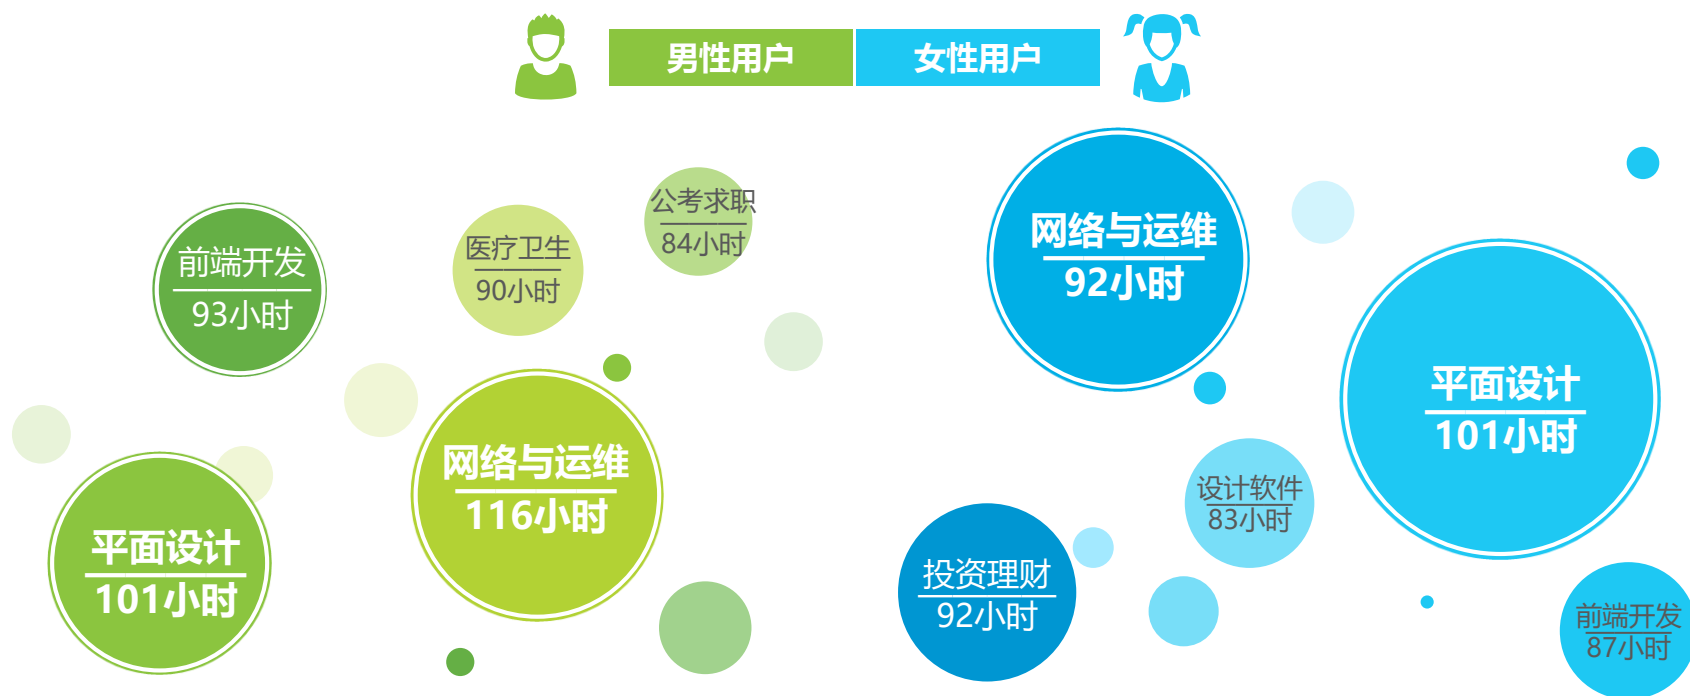 男性用户
女性用户
前端开发
93小时
医疗卫生
90小时
公考求职
84小时
平面设计
101小时
网络与运维
116小时
网络与运维
92小时
平面设计
101小时
设计软件
83小时
投资理财
92小时
前端开发
87小时